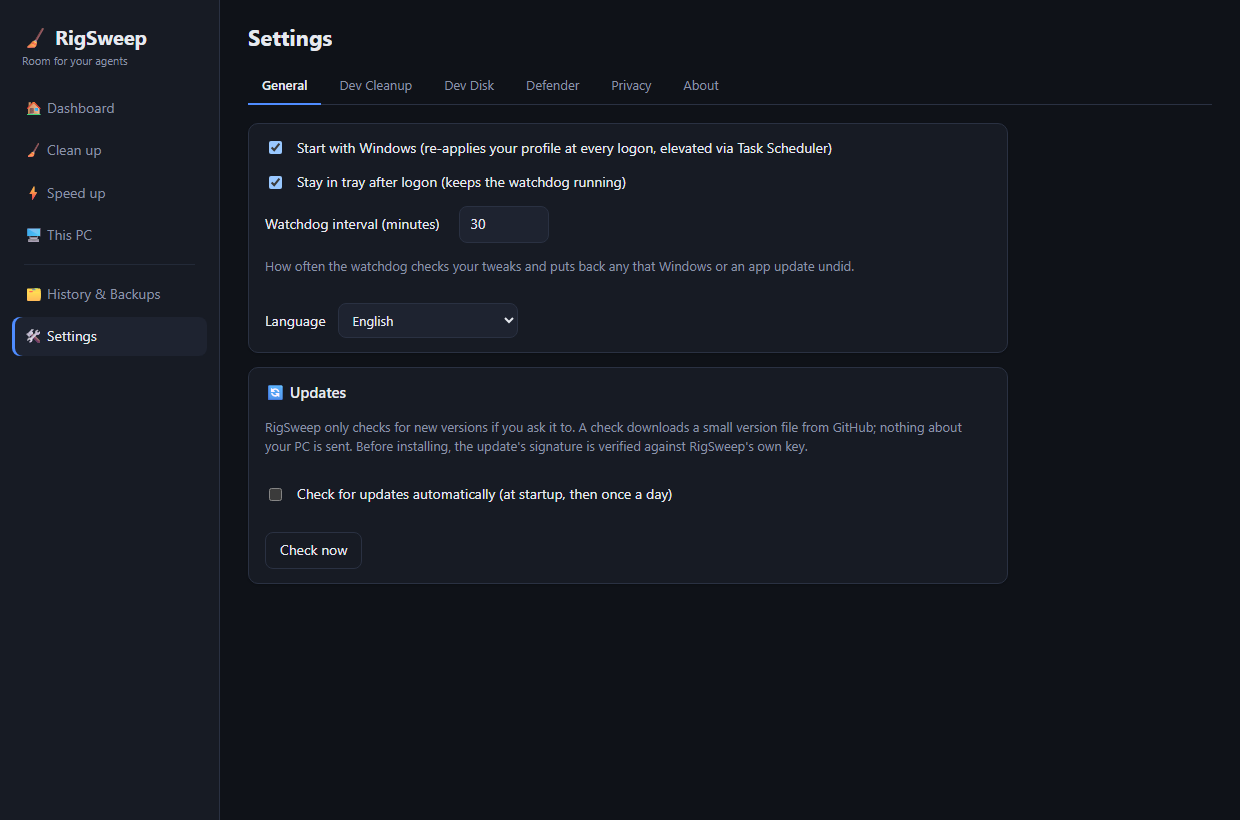 RigSweep
Room for your agents
Dashboard
Clean up
Speed up
This PC
History & Backups
Settings
Settings
General Dev Cleanup Dev Disk Defender Privacy About
Start with Windows (re-applies your profile at every logon, elevated via Task Scheduler)
Stay in tray after logon (keeps the watchdog running)
Watchdog interval (minutes) 30
How often the watchdog checks your tweaks and puts back any that Windows or an app update undid.
Language English
Updates
RigSweep only checks for new versions if you ask it to. A check downloads a small version file from GitHub; nothing about
your PC is sent. Before installing, the update's signature is verified against RigSweep's own key.
Check for updates automatically (at startup, then once a day)
Check now